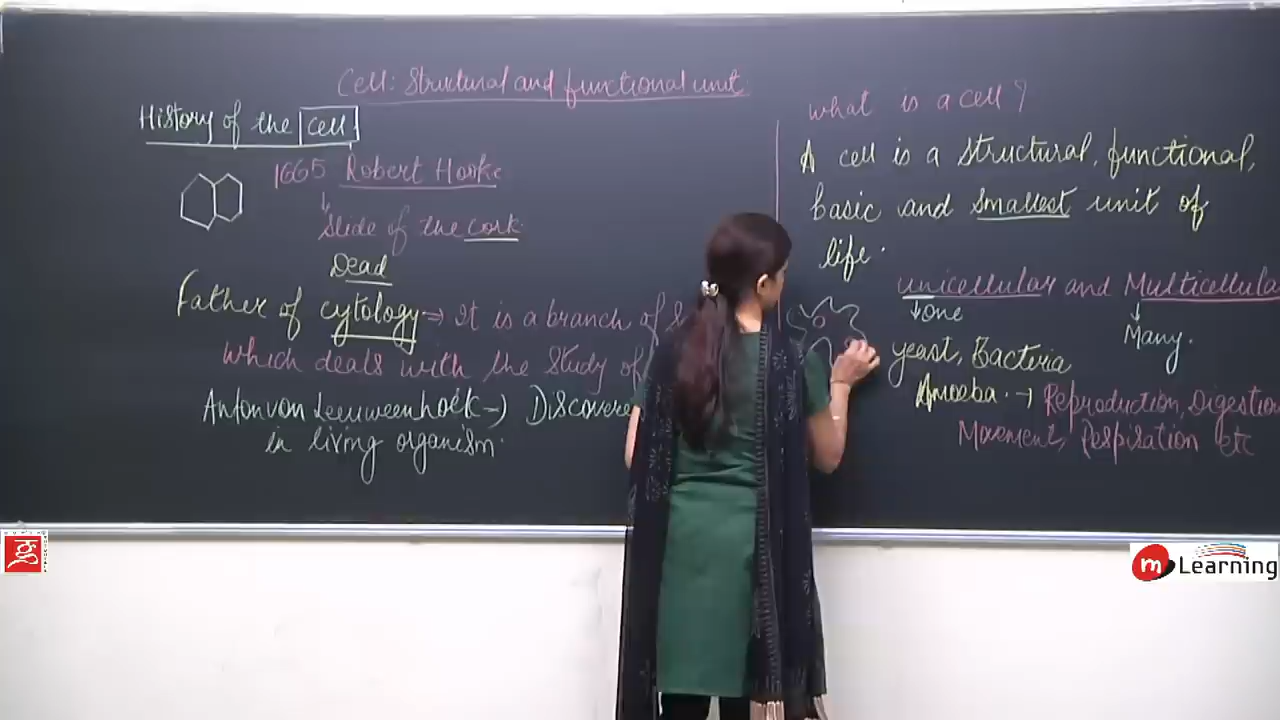 Cell: Structural and functional unit
History of the cell
1665 Robert Hooke
Slide of the cork
Dead
Father of cytology → It is a branch of
which deals with the study of
Antonvon Leeuweenhoek → Discovere
in living organism.
what is a cell?
A cell is a structural, functional,
basic and smallest unit of
life.
unicellular and Multicellula
↓one
↓
Many.
yeast, Bacteria
Amoeba. → Reproduction, Digestion
Movement, Respiration etc
g
m Learning